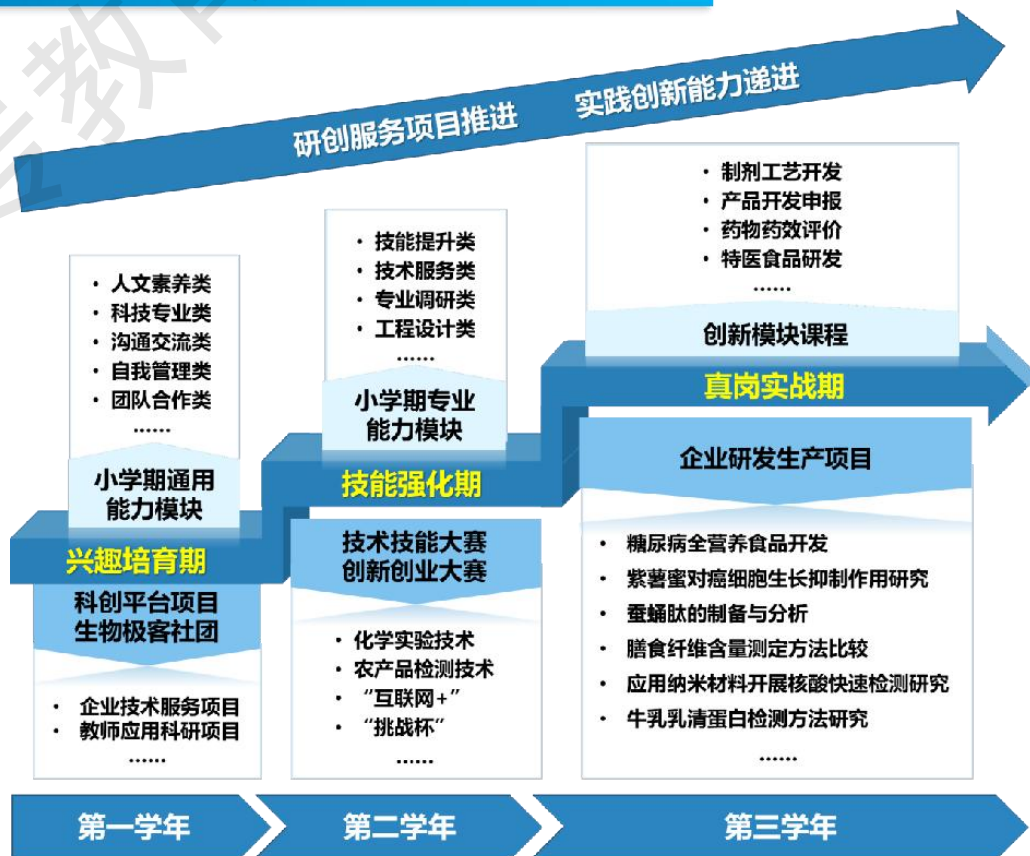 研创服务项目推进 实践创新能力递进
· 人文素养类
· 科技专业类
· 沟通交流类
· 自我管理类
· 团队合作类
......
小学期通用
能力模块
兴趣培育期
科创平台项目
生物极客社团
· 企业技术服务项目
· 教师应用科研项目
......
· 技能提升类
· 技术服务类
· 专业调研类
· 工程设计类
......
小学期专业
能力模块
技能强化期
技术技能大赛
创新创业大赛
· 化学实验技术
· 农产品检测技术
· “互联网+”
· “挑战杯”
......
· 制剂工艺开发
· 产品开发申报
· 药物药效评价
· 特医食品研发
......
创新模块课程
真岗实战期
企业研发生产项目
· 糖尿病全营养食品开发
· 紫薯蜜对癌细胞生长抑制作用研究
· 蚕蛹肽的制备与分析
· 膳食纤维含量测定方法比较
· 应用纳米材料开展核酸快速检测研究
· 牛乳乳清蛋白检测方法研究
......
第一学年
第二学年
第三学年